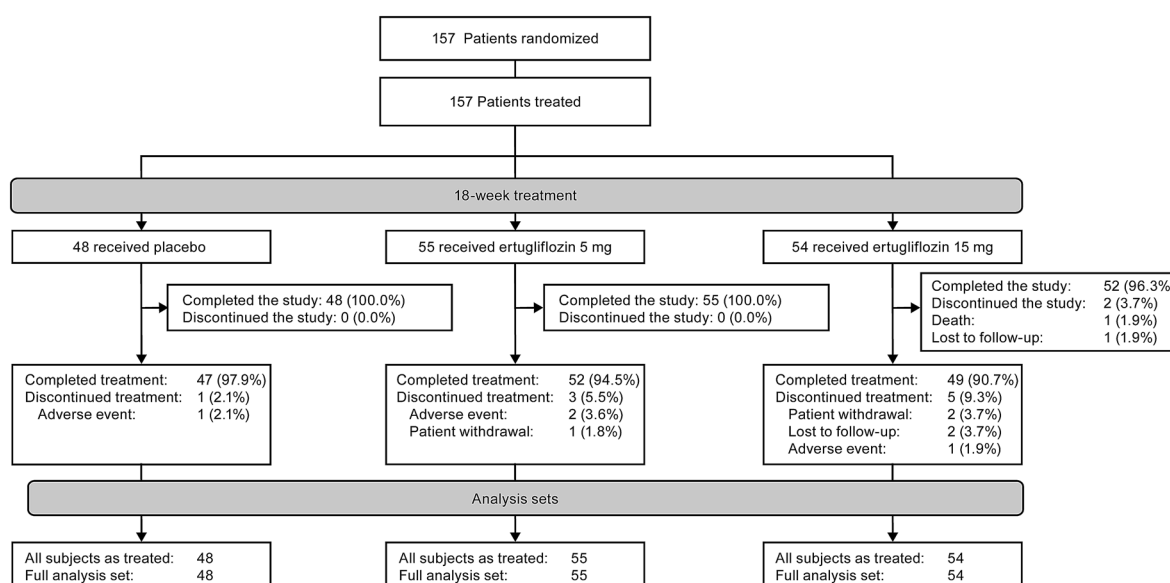 157 Patients randomized
157 Patients treated
18-week treatment
48 received placebo
55 received ertugliflozin 5 mg
54 received ertugliflozin 15 mg
Completed the study: 48 (100.0%)
Discontinued the study: 0 (0.0%)
Completed the study: 55 (100.0%)
Discontinued the study: 0 (0.0%)
Completed the study: 52 (96.3%
Discontinued the study: 2 (3.7%)
Death: 1 (1.9%)
Lost to follow-up: 1 (1.9%)
Completed treatment: 47 (97.9%)
Discontinued treatment: 1 (2.1%)
Adverse event: 1 (2.1%)
Completed treatment: 52 (94.5%)
Discontinued treatment: 3 (5.5%)
Adverse event: 2 (3.6%)
Patient withdrawal: 1 (1.8%)
Completed treatment: 49 (90.7%)
Discontinued treatment: 5 (9.3%)
Patient withdrawal: 2 (3.7%)
Lost to follow-up: 2 (3.7%)
Adverse event: 1 (1.9%)
Analysis sets
All subjects as treated: 48
Full analysis set: 48
All subjects as treated: 55
Full analysis set: 55
All subjects as treated: 54
Full analysis set: 54